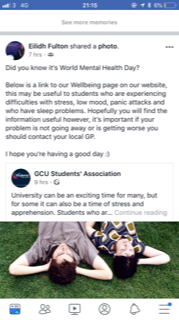 3 4G 21:15 6%
See more memories
Eilidh Fulton shared a photo.
7 hrs
Did you know it's World Mental Health Day?
Below is a link to our Wellbeing page on our website,
this may be useful to students who are experiencing
difficulties with stress, low mood, panic attacks and
who have sleep problems. Hopefully you will find the
information useful however, it's important if your
problem is not going away or is getting worse you
should contact your local GP.
I hope you're having a good day :)
GCU Students' Association
9 hrs
University can be an exciting time for many, but
for some it can also be a time of stress and
apprehension. Students who ar... Continue reading